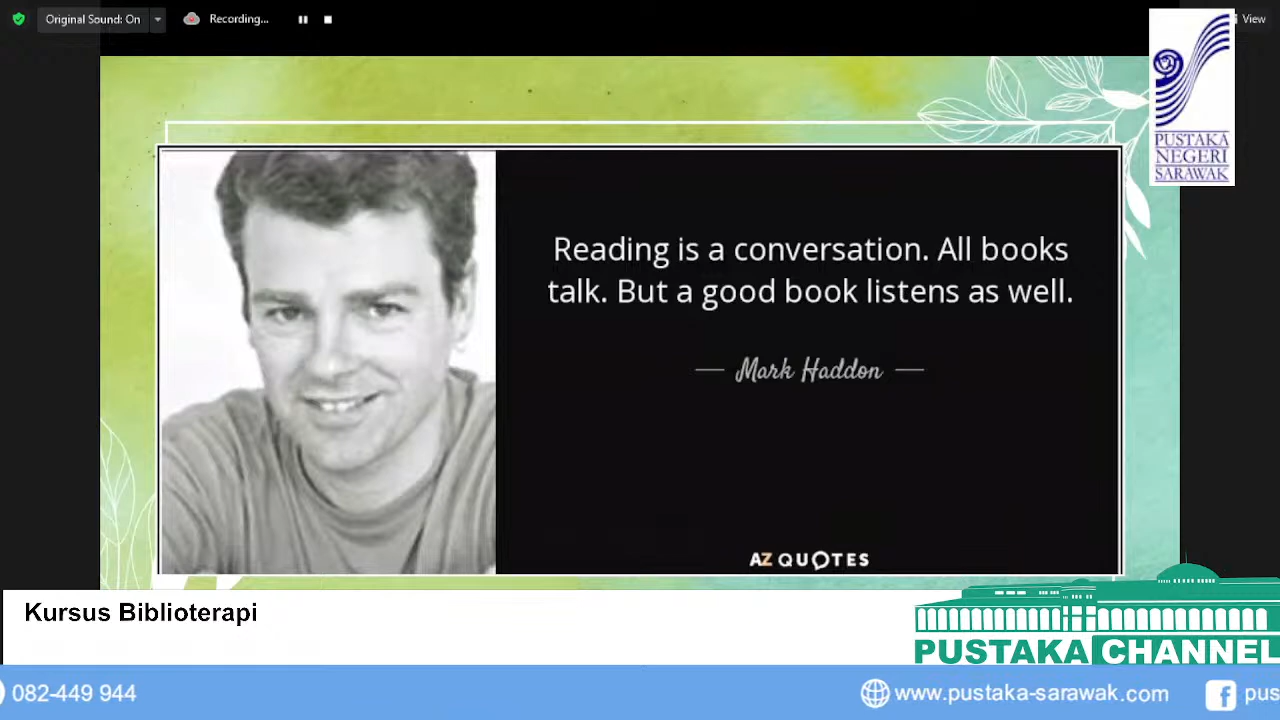 Original Sound: On
Recording...
View
PUSTAKA
NEGERI
SARAWAK
Reading is a conversation. All books
talk. But a good book listens as well.
— Mark Haddon —
AZ QUOTES
Kursus Biblioterapi
PUSTAKA CHANNEL
082-449 944
www.pustaka-sarawak.com
f pus